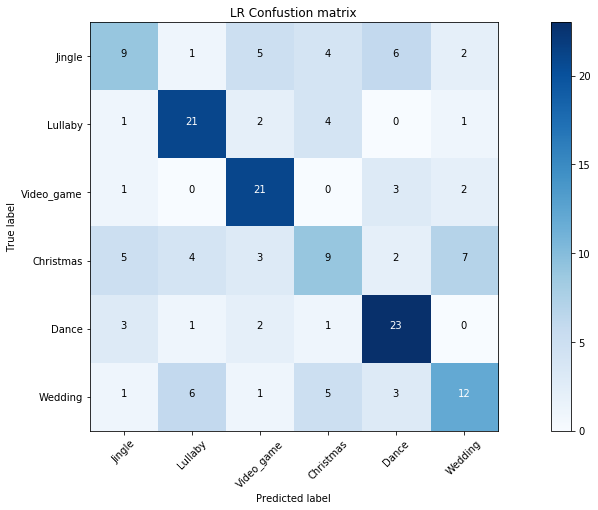 LR Confustion matrix
Jingle 9 1 5 4 6 2
Lullaby 1 21 2 4 0 1
Video_game 1 0 21 0 3 2
Christmas 5 4 3 9 2 7
Dance 3 1 2 1 23 0
Wedding 1 6 1 5 3 12
True label
Jingle Lullaby Video_game Christmas Dance Wedding
Predicted label
20
15
10
5
0